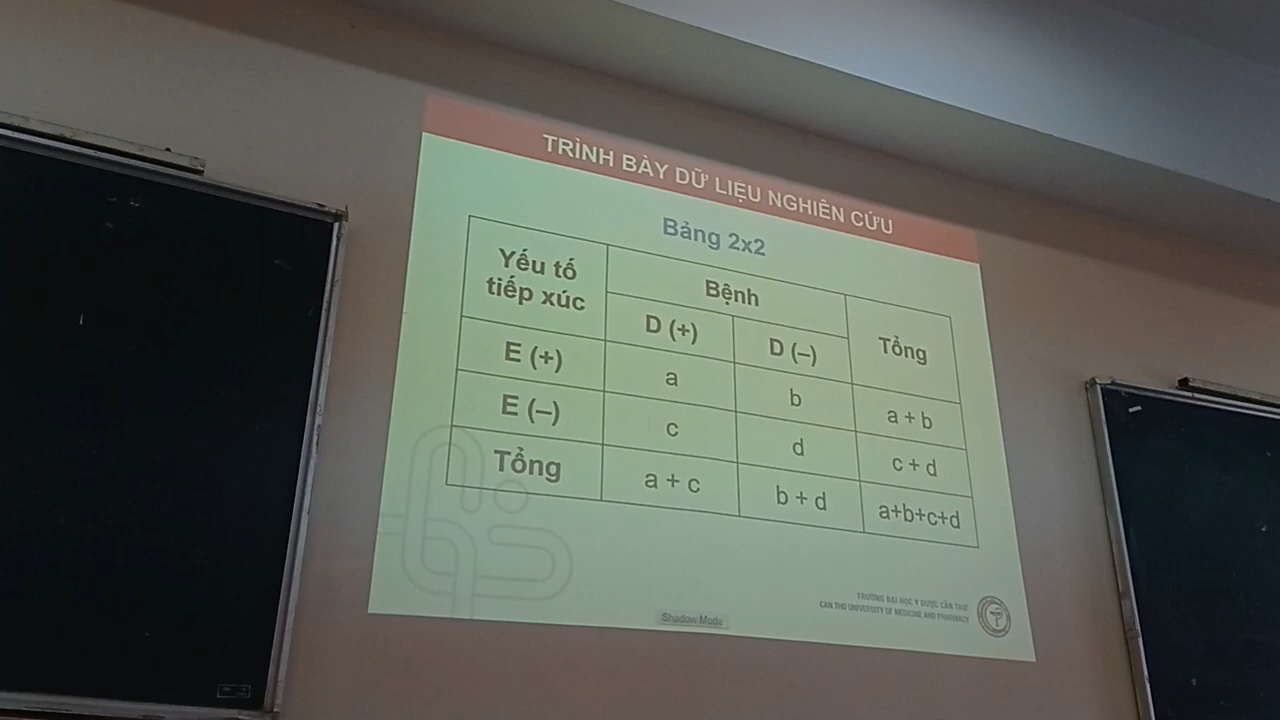 TRÌNH BÀY DỮ LIỆU NGHIÊN CỨU
Bảng 2x2
Yếu tố
tiếp xúc
Bệnh
Tổng
D (+)
D (–)
E (+)
a
b
a + b
E (–)
c
d
c + d
Tổng
a + c
b + d
a+b+c+d
TRƯỜNG ĐẠI HỌC Y DƯỢC CẦN THƠ
CAN THO UNIVERSITY OF MEDICINE AND PHARMACY
Shadow Mode